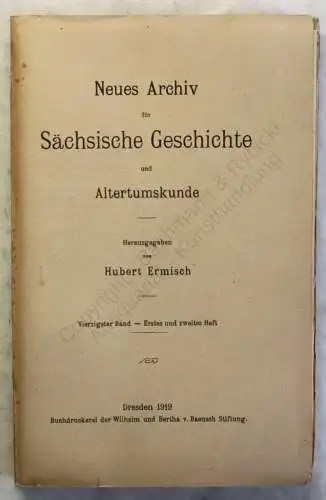 Neues Archiv
für
Sächsische Geschichte
und
Altertumskunde
Herausgegeben
von
Hubert Ermisch
Vierzigster Band — Erstes und zweites Heft
Dresden 1919
Buchdruckerei der Wilhelm und Bertha v. Baensch Stiftung.